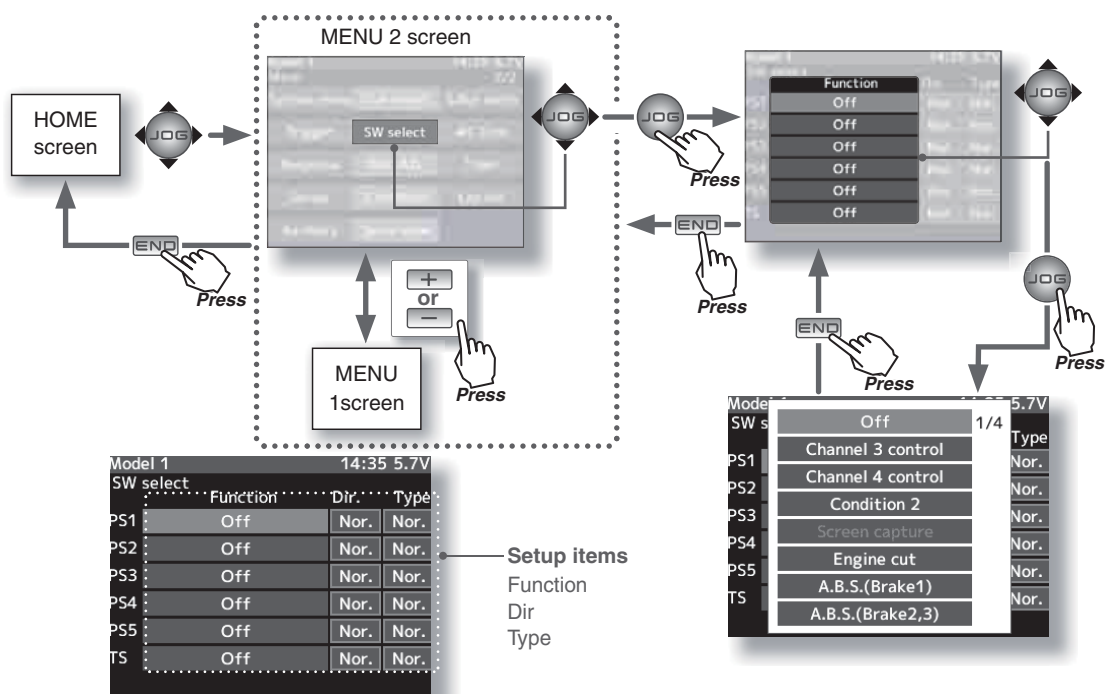 MENU 2 screen
HOME
screen
JOG
SW select
JOG
JOG
Press
Function
Off
Off
Off
Off
Off
Off
JOG
END
Press
END
Press
+
or
−
Press
MENU
1screen
END
Press
JOG
Press
Model 1 14:35 5.7V
SW select
Function Dir. Type
PS1 Off Nor. Nor.
PS2 Off Nor. Nor.
PS3 Off Nor. Nor.
PS4 Off Nor. Nor.
PS5 Off Nor. Nor.
TS Off Nor. Nor.
Setup items
Function
Dir
Type
Mode 5.7V
SW s
Off 1/4
Type
Channel 3 control
PS1 Nor.
Channel 4 control
PS2 Nor.
Condition 2
PS3 Nor.
Screen capture
PS4 Nor.
Engine cut
PS5 Nor.
A.B.S.(Brake1)
TS Nor.
A.B.S.(Brake2,3)